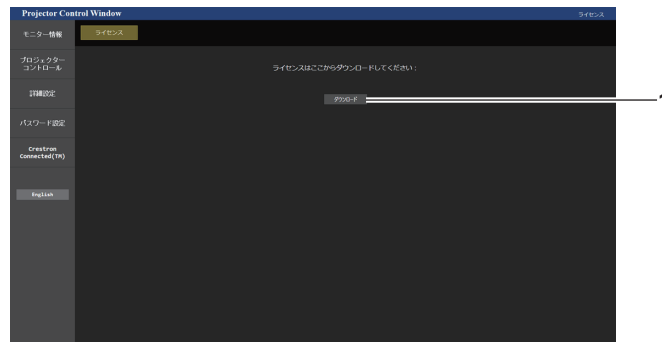 Projector Control Window
ライセンス
モニター情報
ライセンス
プロジェクター
コントロール
ライセンスはここからダウンロードしてください：
詳細設定
ダウンロード
1
パスワード設定
Crestron
Connected(TM)
English